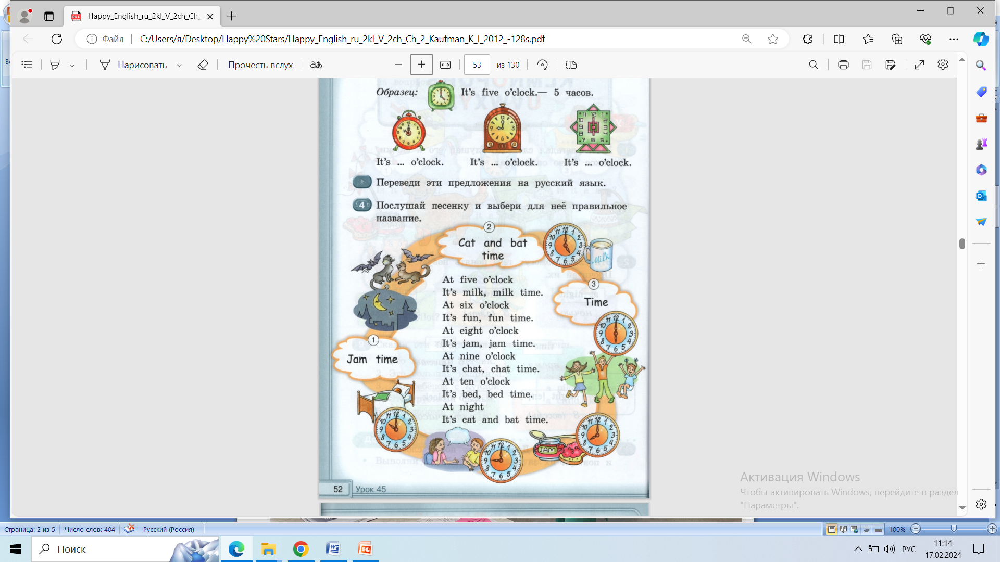 Happy_English_ru_2kl_V_2ch_Ch_
Файл
C:/Users/я/Desktop/Happy%20Stars/Happy_English_ru_2kl_V_2ch_Ch_2_Kaufman_K_I_2012_-128s.pdf
Нарисовать
Прочесть вслух
53
из 130
Образец:
It's five o'clock.— 5 часов.
It's ... o'clock.
It's ... o'clock.
It's ... o'clock.
Переведи эти предложения на русский язык.
4
Послушай песенку и выбери для неё правильное
название.
2
Cat and bat
time
Milk
At five o'clock
It's milk, milk time.
At six o'clock
It's fun, fun time.
At eight o'clock
It's jam, jam time.
At nine o'clock
It's chat, chat time.
At ten o'clock
It's bed, bed time.
At night
It's cat and bat time.
3
Time
1
Jam time
JAM
52
Урок 45
Активация Windows
Чтобы активировать Windows, перейдите в раздел
"Параметры".
Страница: 2 из 5
Число слов: 404
Русский (Россия)
100%
Поиск
РУС
11:14
17.02.2024